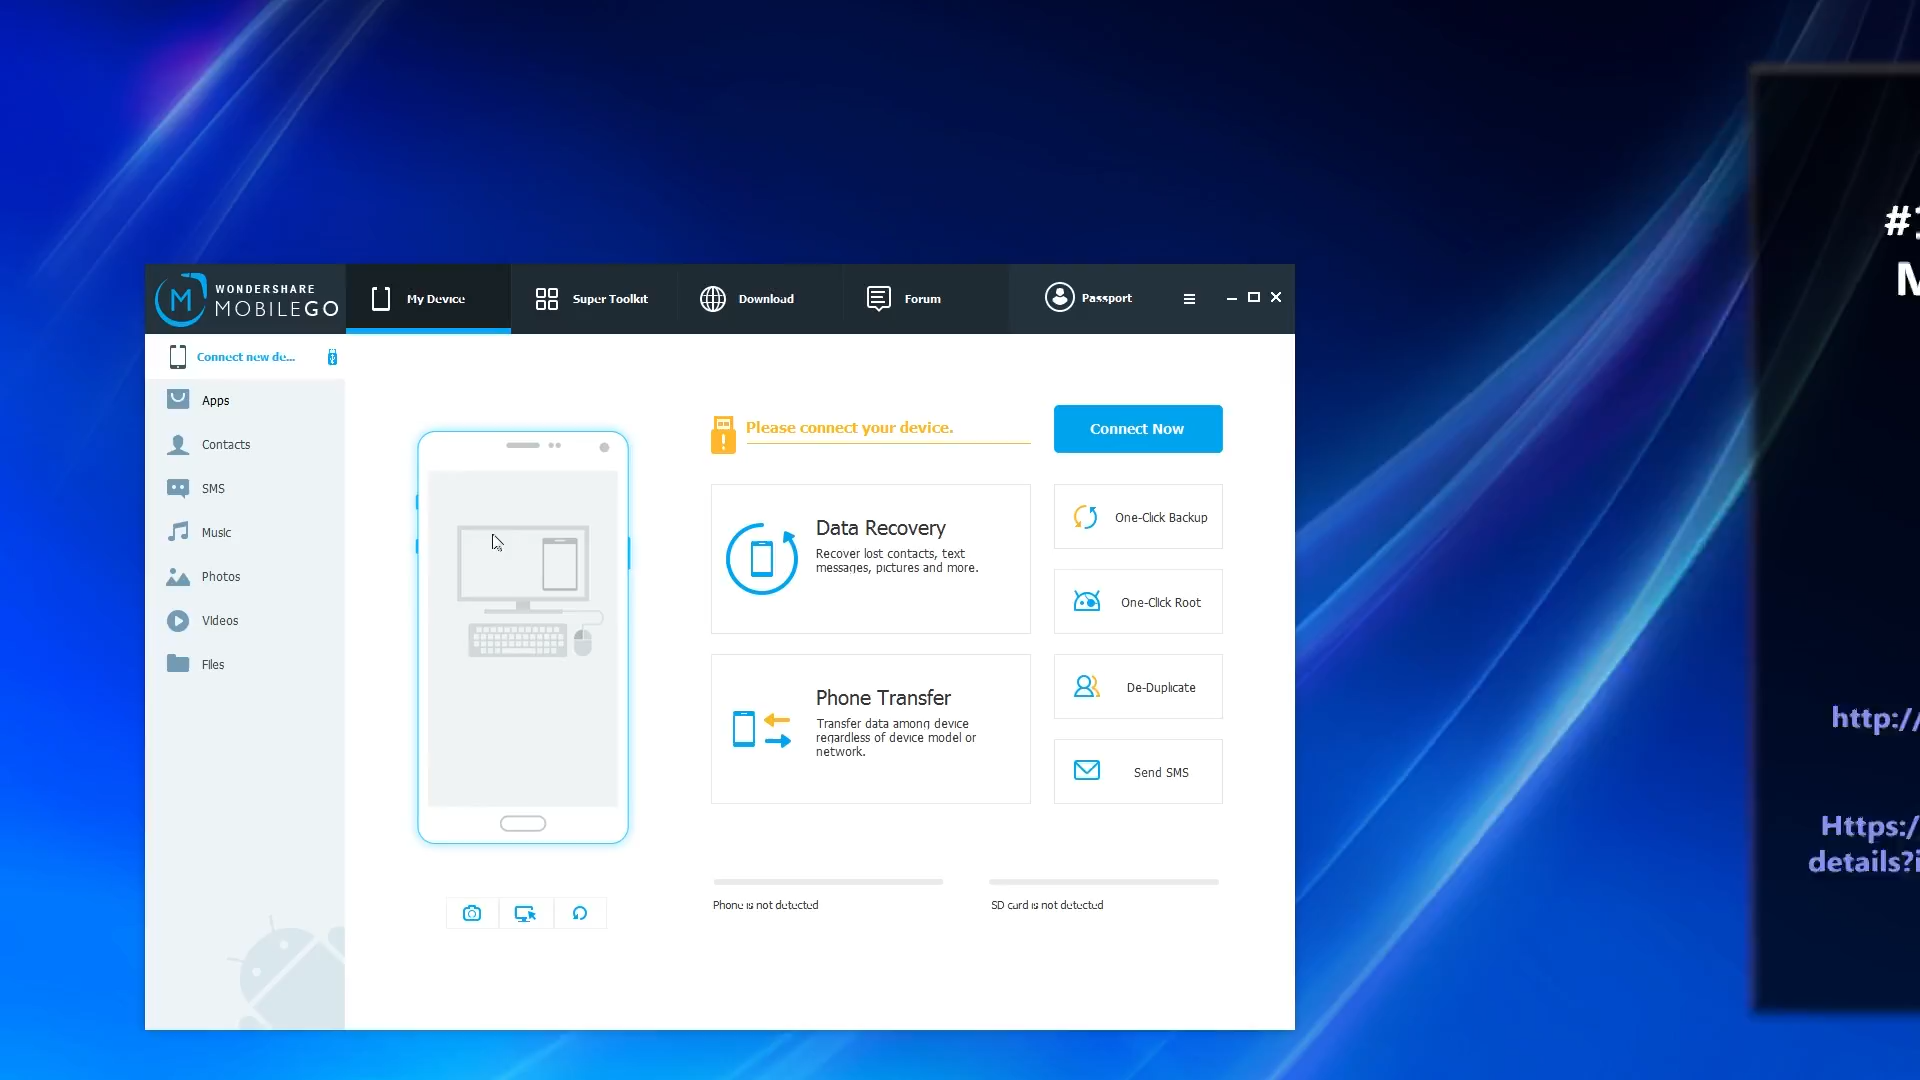 WONDERSHARE
MOBILEGO
My Device
Super Toolkit
Download
Forum
Passport
Connect new de...
Apps
Contacts
SMS
Music
Photos
Videos
Files
Please connect your device.
Connect Now
Data Recovery
Recover lost contacts, text
messages, pictures and more.
One-Click Backup
One-Click Root
Phone Transfer
Transfer data among device
regardless of device model or
network.
De-Duplicate
Send SMS
Phone is not detected
SD card is not detected
M
http://
Https:/
details?i